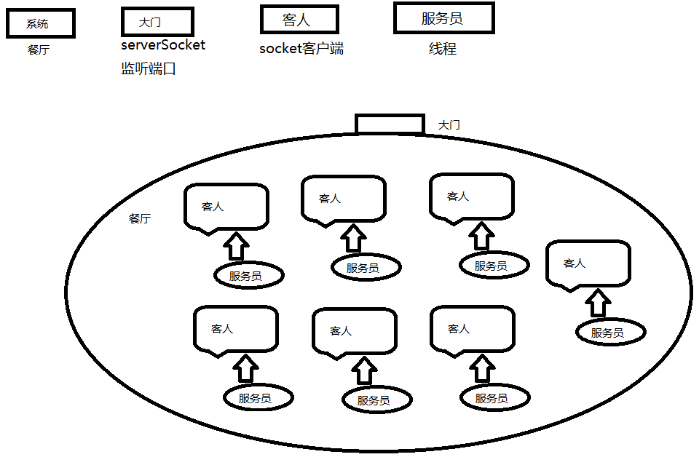 系统
大门
客人
服务员
餐厅
serverSocket
监听端口
socket客户端
线程
大门
餐厅
客人
客人
客人
客人
服务员
服务员
服务员
服务员
客人
客人
客人
服务员
服务员
服务员